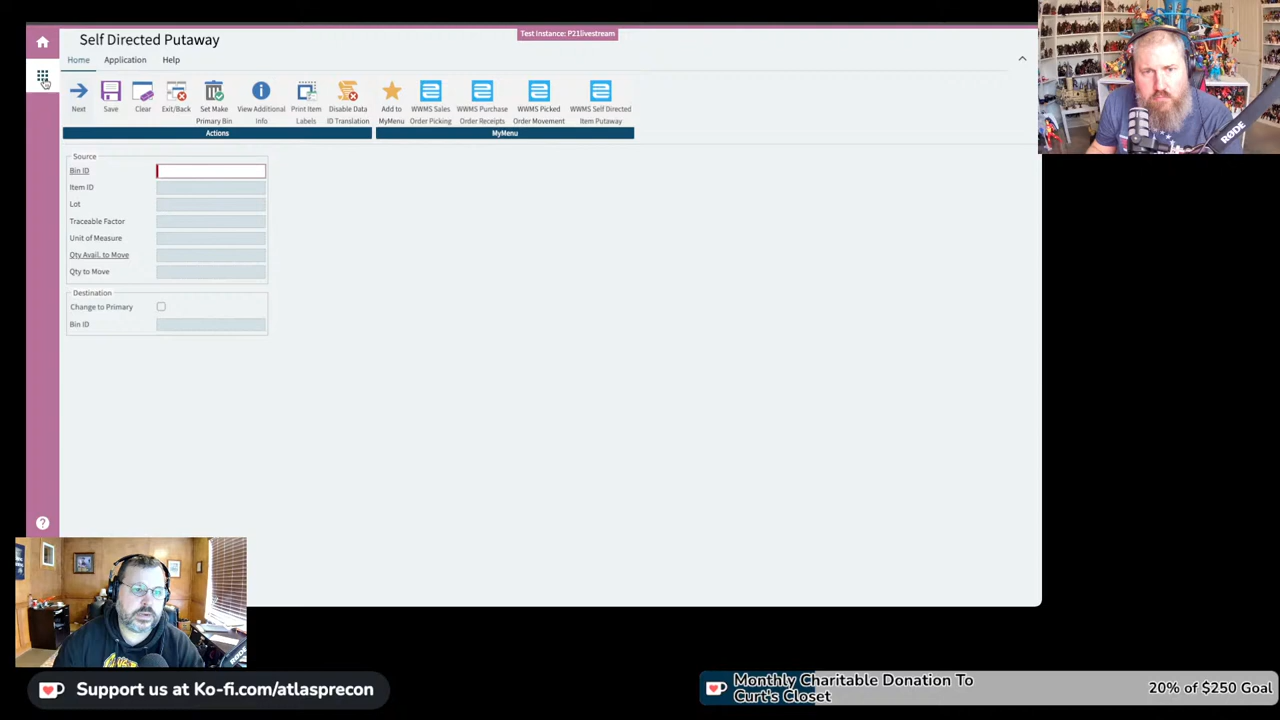 Test Instance: P21livestream
Self Directed Putaway
Home Application Help
Next
Save
Clear
Exit/Back
Set Make
Primary Bin
View Additional
Info
Print Item
Labels
Disable Data
ID Translation
Add to
MyMenu
WWMS Sales
Order Picking
WWMS Purchase
Order Receipts
WWMS Picked
Order Movement
WWMS Self Directed
Item Putaway
Actions
MyMenu
Source
Bin ID
Item ID
Lot
Traceable Factor
Unit of Measure
Qty Avail. to Move
Qty to Move
Destination
Change to Primary
Bin ID
RØDE
Support us at Ko-fi.com/atlasprecon
Monthly Charitable Donation To
Curt's Closet
20% of $250 Goal